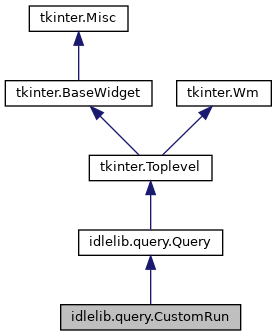 tkinter.Misc
tkinter.BaseWidget
tkinter.Wm
tkinter.Toplevel
idlelib.query.Query
idlelib.query.CustomRun